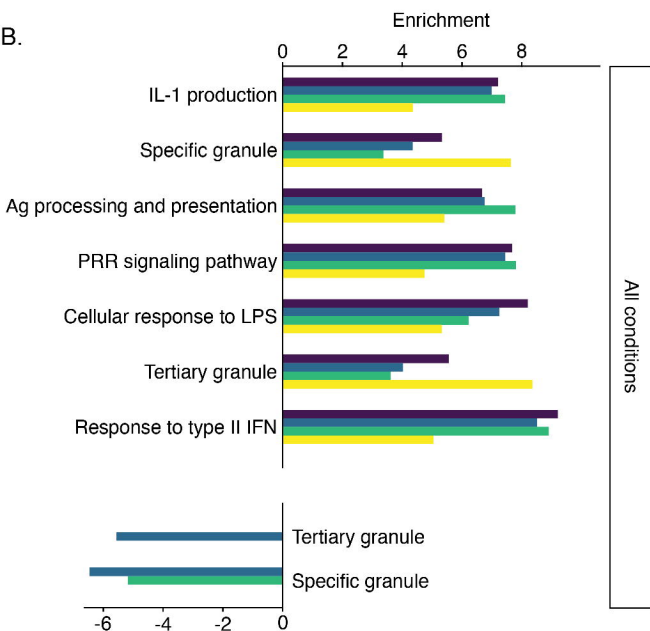 B.
Enrichment
0 2 4 6 8
IL-1 production
Specific granule
Ag processing and presentation
PRR signaling pathway
Cellular response to LPS
Tertiary granule
Response to type II IFN
All conditions
Tertiary granule
Specific granule
-6 -4 -2 0